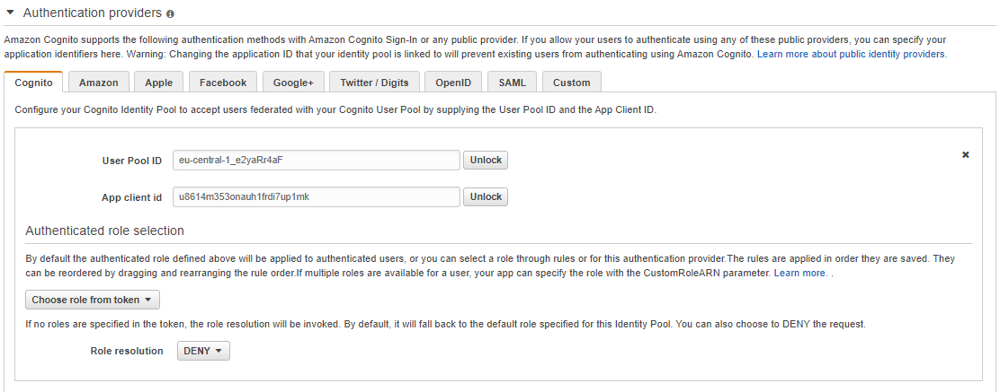 Authentication providers
Amazon Cognito supports the following authentication methods with Amazon Cognito Sign-In or any public provider. If you allow your users to authenticate using any of these public providers, you can specify your
application identifiers here. Warning: Changing the application ID that your identity pool is linked to will prevent existing users from authenticating using Amazon Cognito. Learn more about public identity providers.
Cognito Amazon Apple Facebook Google+ Twitter / Digits OpenID SAML Custom
Configure your Cognito Identity Pool to accept users federated with your Cognito User Pool by supplying the User Pool ID and the App Client ID.
User Pool ID eu-central-1_e2yaRr4aF Unlock
App client id u8614m353onauh1frdi7up1mk Unlock
Authenticated role selection
By default the authenticated role defined above will be applied to authenticated users, or you can select a role through rules or for this authentication provider.The rules are applied in order they are saved. They
can be reordered by dragging and rearranging the rule order.If multiple roles are available for a user, your app can specify the role with the CustomRoleARN parameter. Learn more. .
Choose role from token
If no roles are specified in the token, the role resolution will be invoked. By default, it will fall back to the default role specified for this Identity Pool. You can also choose to DENY the request.
Role resolution DENY